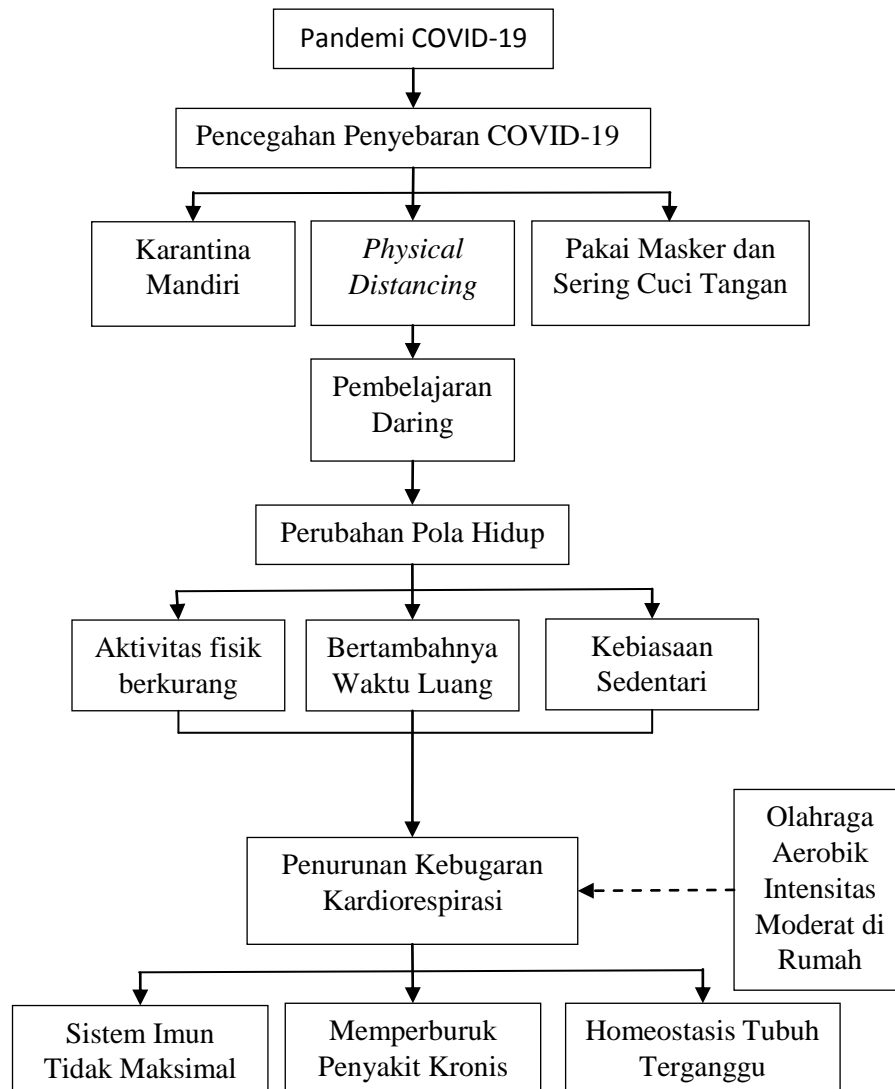 Pandemi COVID-19
Pencegahan Penyebaran COVID-19
Karantina
Mandiri
Physical
Distancing
Pakai Masker dan
Sering Cuci Tangan
Pembelajaran
Daring
Perubahan Pola Hidup
Aktivitas fisik
berkurang
Bertambahnya
Waktu Luang
Kebiasaan
Sedentari
Penurunan Kebugaran
Kardiorespirasi
Olahraga
Aerobik
Intensitas
Moderat di
Rumah
Sistem Imun
Tidak Maksimal
Memperburuk
Penyakit Kronis
Homeostasis Tubuh
Terganggu